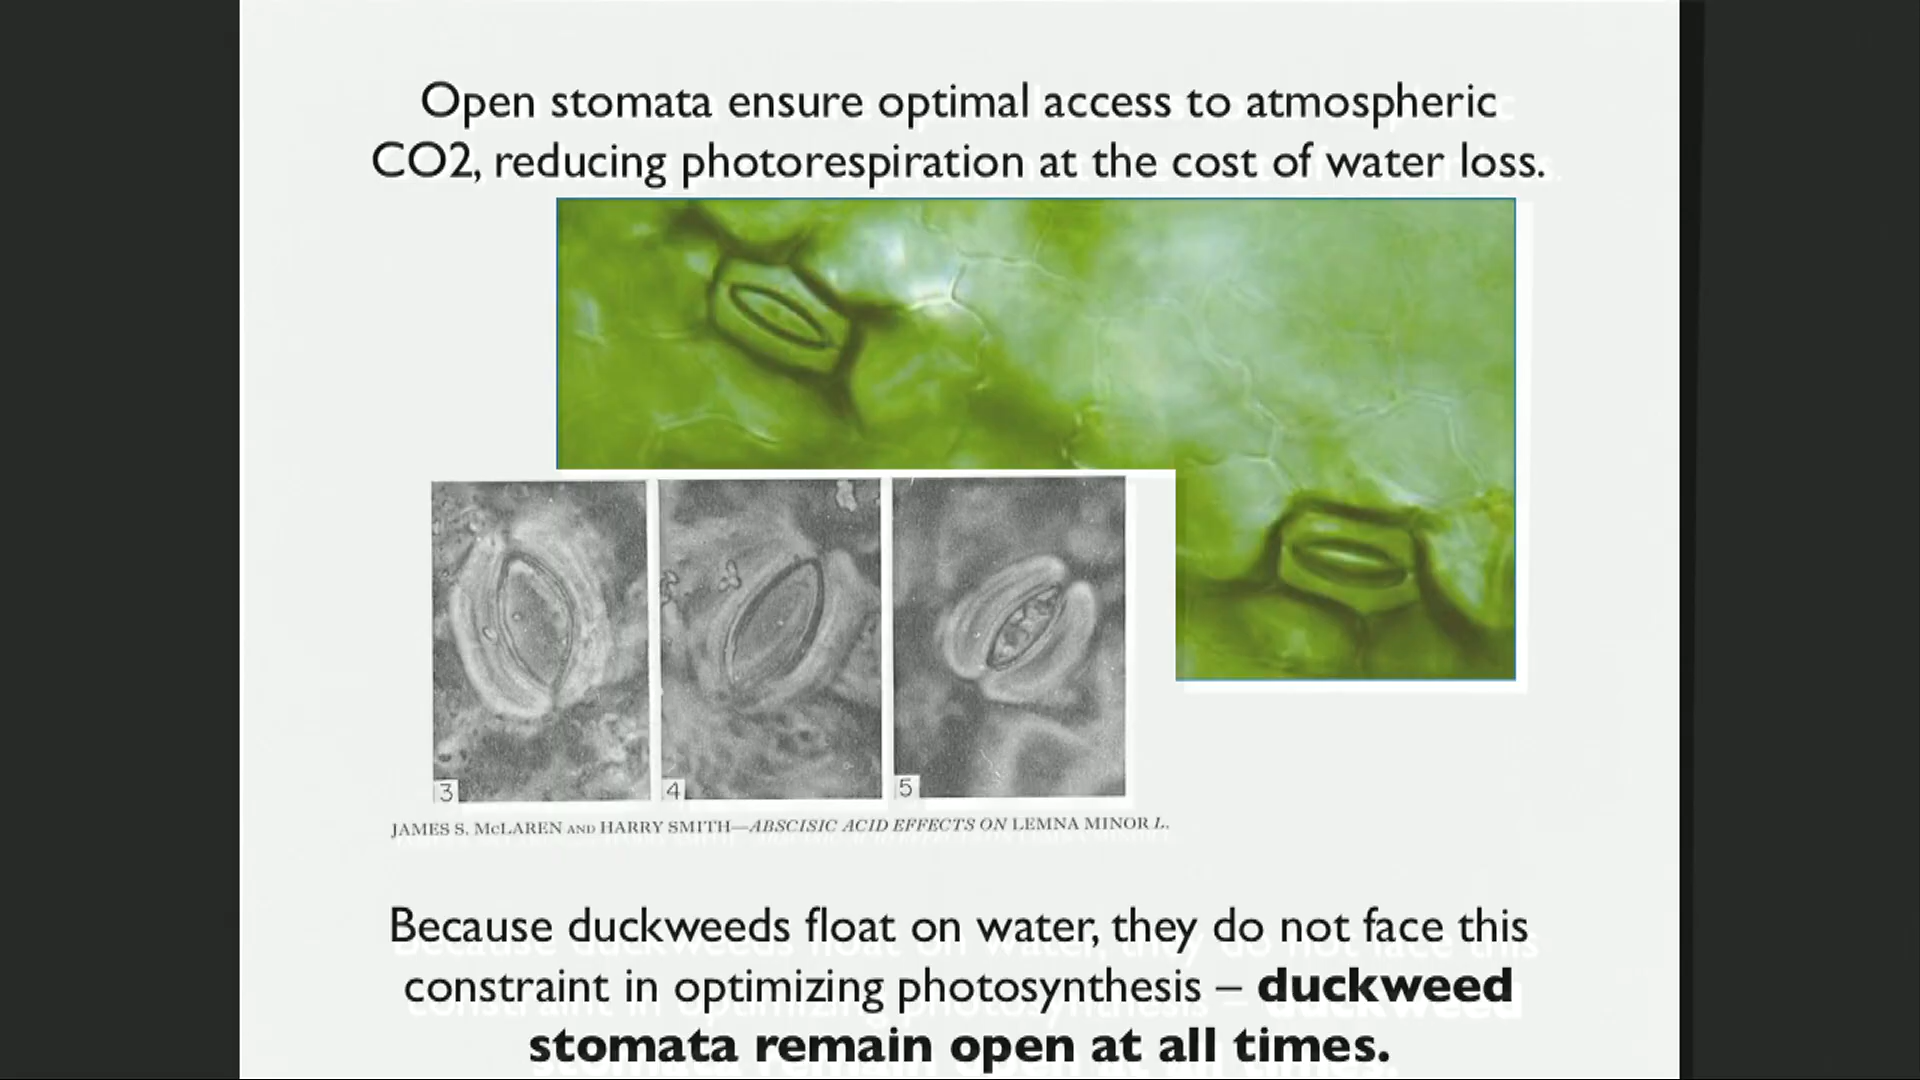 Open stomata ensure optimal access to atmospheric
CO2, reducing photorespiration at the cost of water loss.
3
4
5
JAMES S. McLAREN AND HARRY SMITH—ABSCISIC ACID EFFECTS ON LEMNA MINOR L.
Because duckweeds float on water, they do not face this
constraint in optimizing photosynthesis – duckweed
stomata remain open at all times.